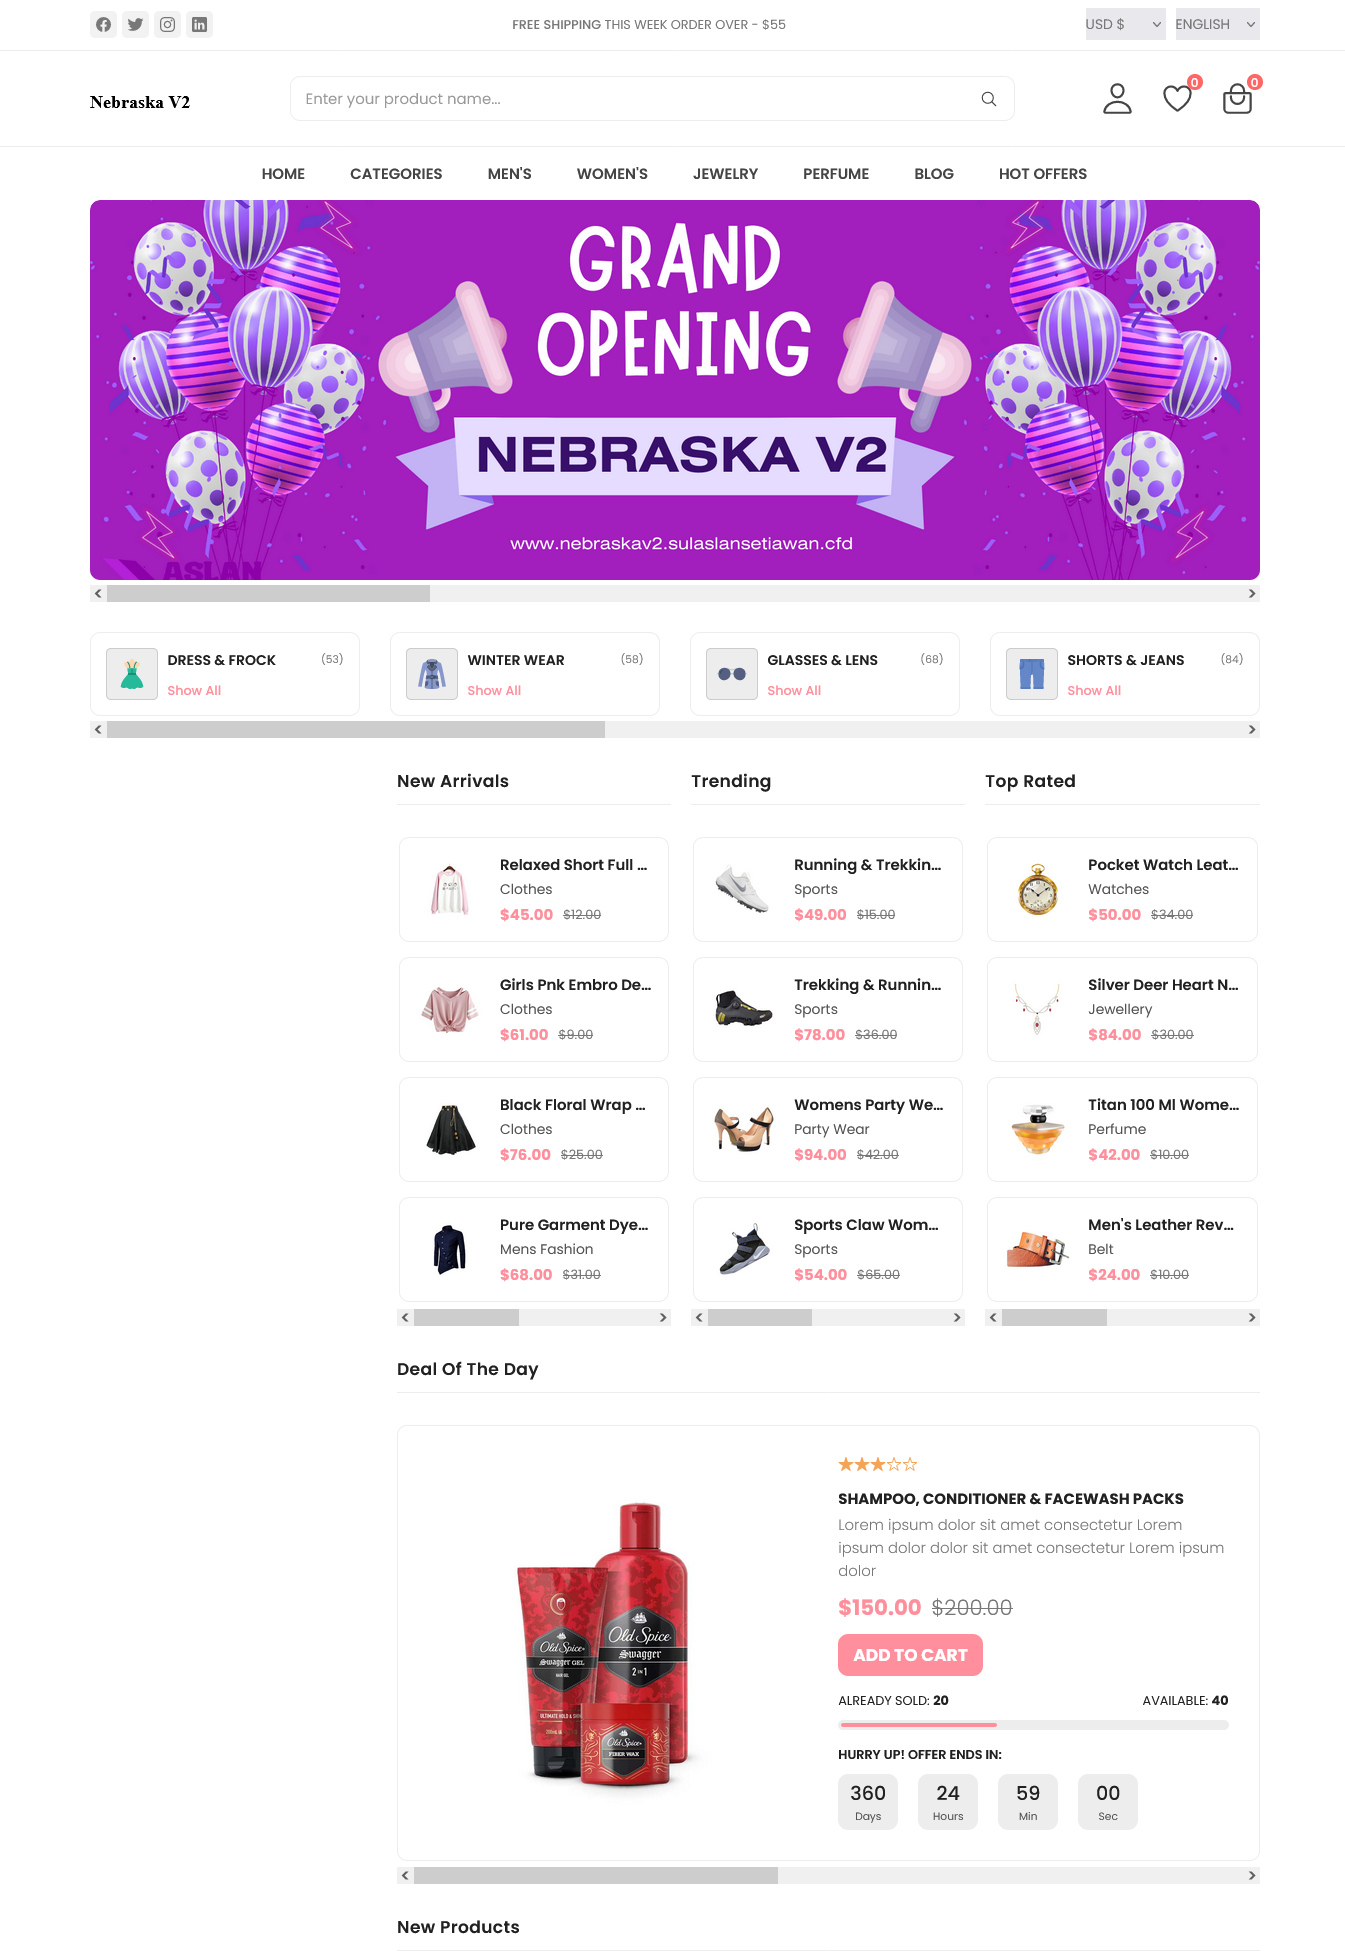 FREE SHIPPING THIS WEEK ORDER OVER - $55
USD $
ENGLISH
Nebraska V2
Enter your product name...
0
0
HOME
CATEGORIES
MEN'S
WOMEN'S
JEWELRY
PERFUME
BLOG
HOT OFFERS
GRAND
OPENING
NEBRASKA V2
www.nebraskav2.sulaslansetiawan.cfd
ASLAN
DRESS & FROCK (53)
Show All
WINTER WEAR (58)
Show All
GLASSES & LENS (68)
Show All
SHORTS & JEANS (84)
Show All
New Arrivals
Relaxed Short Full ...
Clothes
$45.00 $12.00
Girls Pnk Embro De...
Clothes
$61.00 $9.00
Black Floral Wrap ...
Clothes
$76.00 $25.00
Pure Garment Dye...
Mens Fashion
$68.00 $31.00
Trending
Running & Trekkin...
Sports
$49.00 $15.00
Trekking & Runnin...
Sports
$78.00 $36.00
Womens Party We...
Party Wear
$94.00 $42.00
Sports Claw Wom...
Sports
$54.00 $65.00
Top Rated
Pocket Watch Leat...
Watches
$50.00 $34.00
Silver Deer Heart N...
Jewellery
$84.00 $30.00
Titan 100 Ml Wome...
Perfume
$42.00 $10.00
Men's Leather Rev...
Belt
$24.00 $10.00
Deal Of The Day
Old Spice
Swagger GEL
HAIR GEL
Old Spice
Swagger
2 IN 1
Old Spice
FIBER WAX
SHAMPOO, CONDITIONER & FACEWASH PACKS
Lorem ipsum dolor sit amet consectetur Lorem
ipsum dolor dolor sit amet consectetur Lorem ipsum
dolor
$150.00 $200.00
ADD TO CART
ALREADY SOLD: 20
AVAILABLE: 40
HURRY UP! OFFER ENDS IN:
360
Days
24
Hours
59
Min
00
Sec
New Products